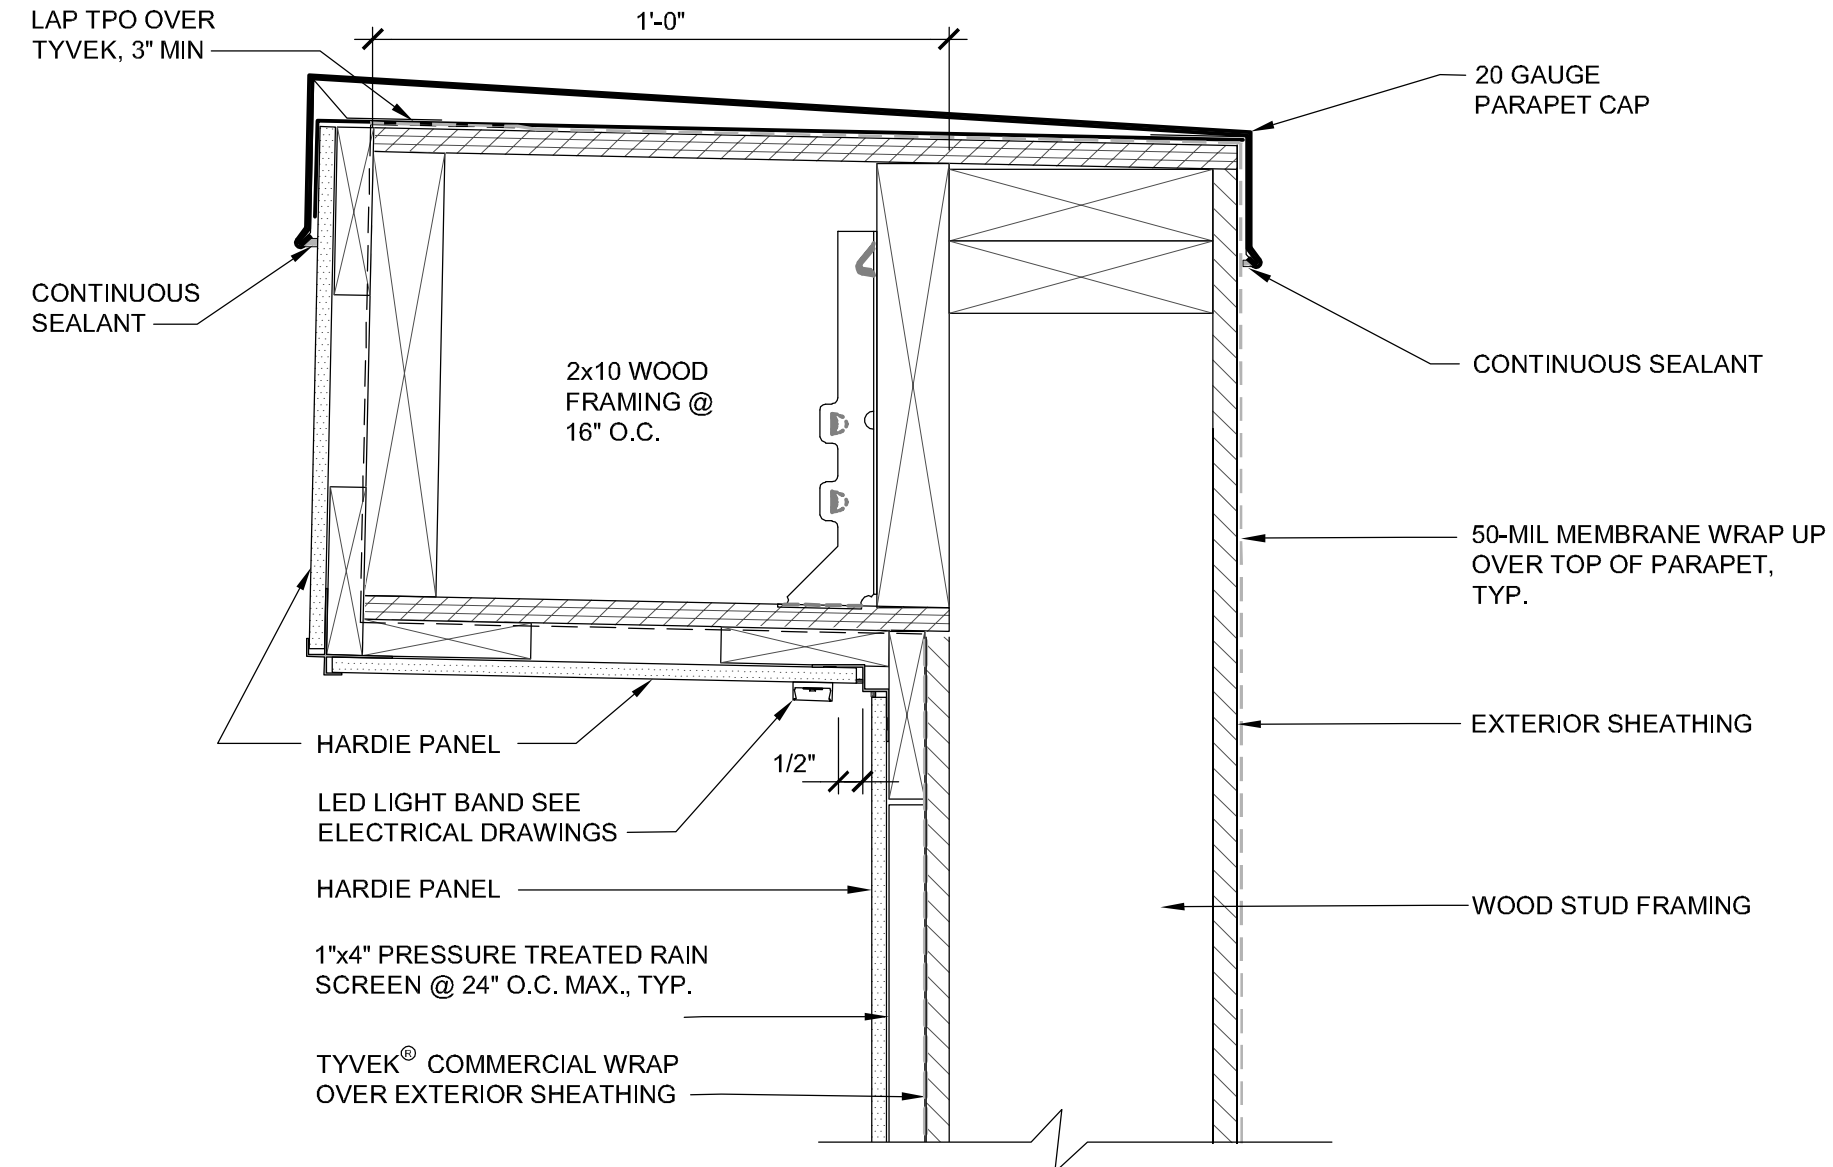 LAP TPO OVER
TYVEK, 3" MIN
1'-0"
20 GAUGE
PARAPET CAP
CONTINUOUS
SEALANT
2x10 WOOD
FRAMING @
16" O.C.
CONTINUOUS SEALANT
50-MIL MEMBRANE WRAP UP
OVER TOP OF PARAPET,
TYP.
HARDIE PANEL
EXTERIOR SHEATHING
1/2"
LED LIGHT BAND SEE
ELECTRICAL DRAWINGS
HARDIE PANEL
WOOD STUD FRAMING
1"x4" PRESSURE TREATED RAIN
SCREEN @ 24" O.C. MAX., TYP.
TYVEK® COMMERCIAL WRAP
OVER EXTERIOR SHEATHING